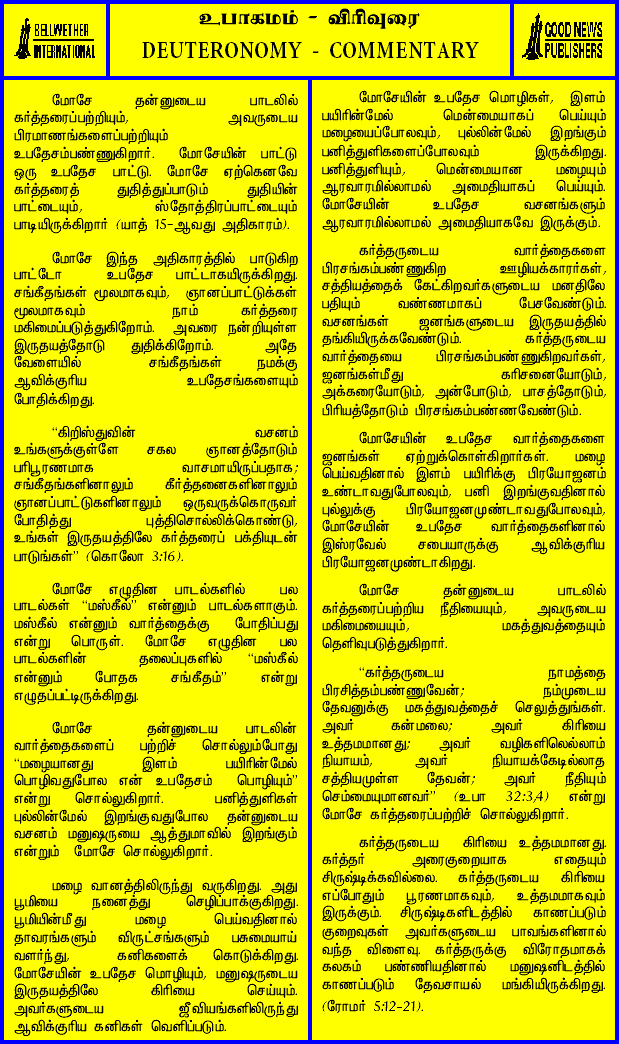 BELLWETHER
INTERNATIONAL
உபாகமம் - விரிவுரை
DEUTERONOMY - COMMENTARY
GOOD NEWS
PUBLISHERS
மோசே தன்னுடைய பாடலில்
கர்த்தரைப்பற்றியும், அவருடைய
பிரமாணங்களைப்பற்றியும்
உபதேசம்பண்ணுகிறார். மோசேயின் பாட்டு
ஒரு உபதேச பாட்டு. மோசே ஏற்கெனவே
கர்த்தரைத் துதித்துப்பாடும் துதியின்
பாட்டையும், ஸ்தோத்திரப்பாட்டையும்
பாடியிருக்கிறார் (யாத் 15-ஆவது அதிகாரம்).
மோசே இந்த அதிகாரத்தில் பாடுகிற
பாட்டோ உபதேச பாட்டாகயிருக்கிறது.
சங்கீதங்கள் மூலமாகவும், ஞானப்பாட்டுக்கள்
மூலமாகவும் நாம் கர்த்தரை
மகிமைப்படுத்துகிறோம். அவரை நன்றியுள்ள
இருதயத்தோடு துதிக்கிறோம். அதே
வேளையில் சங்கீதங்கள் நமக்கு
ஆவிக்குரிய உபதேசங்களையும்
போதிக்கிறது.
“கிறிஸ்துவின் வசனம்
உங்களுக்குள்ளே சகல ஞானத்தோடும்
பரிபூரணமாக வாசமாயிருப்பதாக;
சங்கீதங்களினாலும் கீர்த்தனைகளினாலும்
ஞானப்பாட்டுகளினாலும் ஒருவருக்கொருவர்
போதித்து புத்திசொல்லிக்கொண்டு,
உங்கள் இருதயத்திலே கர்த்தரைப் பக்தியுடன்
பாடுங்கள்” (கொலோ 3:16).
மோசே எழுதின பாடல்களில் பல
பாடல்கள் “மஸ்கீல்” என்னும் பாடல்களாகும்.
மஸ்கீல் என்னும் வார்த்தைக்கு போதிப்பது
என்று பொருள். மோசே எழுதின பல
பாடல்களின் தலைப்புகளில் “மஸ்கீல்
என்னும் போதக சங்கீதம்” என்று
எழுதப்பட்டிருக்கிறது.
மோசே தன்னுடைய பாடலின்
வார்த்தைகளைப் பற்றிச் சொல்லும்போது
“மழையானது இளம் பயிரின்மேல்
பொழிவதுபோல என் உபதேசம் பொழியும்”
என்று சொல்லுகிறார். பனித்துளிகள்
புல்லின்மேல் இறங்குவதுபோல தன்னுடைய
வசனம் மனுஷருடைய ஆத்துமாவில் இறங்கும்
என்றும் மோசே சொல்லுகிறார்.
மழை வானத்திலிருந்து வருகிறது. அது
பூமியை நனைத்து செழிப்பாக்குகிறது.
பூமியின்மீது மழை பெய்வதினால்
தாவரங்களும் விருட்சங்களும் பசுமையாய்
வளர்ந்து, கனிகளைக் கொடுக்கிறது.
மோசேயின் உபதேச மொழியும், மனுஷருடைய
இருதயத்திலே கிரியை செய்யும்.
அவர்களுடைய ஜீவியங்களிலிருந்து
ஆவிக்குரிய கனிகள் வெளிப்படும்.
மோசேயின் உபதேச மொழிகள், இளம்
பயிரின்மேல் மென்மையாகப் பெய்யும்
மழையைப்போலவும், புல்லின்மேல் இறங்கும்
பனித்துளிகளைப்போலவும் இருக்கிறது.
பனித்துளியும், மென்மையான மழையும்
ஆரவாரமில்லாமல் அமைதியாகப் பெய்யும்.
மோசேயின் உபதேச வசனங்களும்
ஆரவாரமில்லாமல் அமைதியாகவே இருக்கும்.
கர்த்தருடைய வார்த்தைகளை
பிரசங்கம்பண்ணுகிற ஊழியக்காரர்கள்,
சத்தியத்தைக் கேட்கிறவர்களுடைய மனதிலே
பதியும் வண்ணமாகப் பேசவேண்டும்.
வசனங்கள் ஜனங்களுடைய இருதயத்தில்
தங்கியிருக்கவேண்டும். கர்த்தருடைய
வார்த்தையை பிரசங்கம்பண்ணுகிறவர்கள்,
ஜனங்கள்மீது கரிசனையோடும்,
அக்கரையோடும், அன்போடும், பாசத்தோடும்,
பிரியத்தோடும் பிரசங்கம்பண்ணவேண்டும்.
மோசேயின் உபதேச வார்த்தைகளை
ஜனங்கள் ஏற்றுக்கொள்கிறார்கள். மழை
பெய்வதினால் இளம் பயிருக்கு பிரயோஜனம்
உண்டாவதுபோலவும், பனி இறங்குவதினால்
புல்லுக்கு பிரயோஜனமுண்டாவதுபோலவும்,
மோசேயின் உபதேச வார்த்தைகளினால்
இஸ்ரவேல் சபையாருக்கு ஆவிக்குரிய
பிரயோஜனமுண்டாகிறது.
மோசே தன்னுடைய பாடலில்
கர்த்தரைப்பற்றிய நீதியையும், அவருடைய
மகிமையையும், மகத்துவத்தையும்
தெளிவுபடுத்துகிறார்.
“கர்த்தருடைய நாமத்தை
பிரசித்தம்பண்ணுவேன்; நம்முடைய
தேவனுக்கு மகத்துவத்தைச் செலுத்துங்கள்.
அவர் கன்மலை; அவர் கிரியை
உத்தமமானது; அவர் வழிகளிலெல்லாம்
நியாயம், அவர் நியாயக்கேடில்லாத
சத்தியமுள்ள தேவன்; அவர் நீதியும்
செம்மையுமானவர்” (உபா 32:3,4) என்று
மோசே கர்த்தரைப்பற்றிச் சொல்லுகிறார்.
கர்த்தருடைய கிரியை உத்தமமானது.
கர்த்தர் அரைகுறையாக எதையும்
சிருஷ்டிக்கவில்லை. கர்த்தருடைய கிரியை
எப்போதும் பூரணமாகவும், உத்தமமாகவும்
இருக்கும். சிருஷ்டிகளிடத்தில் காணப்படும்
குறைவுகள் அவர்களுடைய பாவங்களினால்
வந்த விளைவு. கர்த்தருக்கு விரோதமாகக்
கலகம் பண்ணியதினால் மனுஷனிடத்தில்
காணப்படும் தேவசாயல் மங்கியிருக்கிறது.
(ரோமர் 5:12-21).